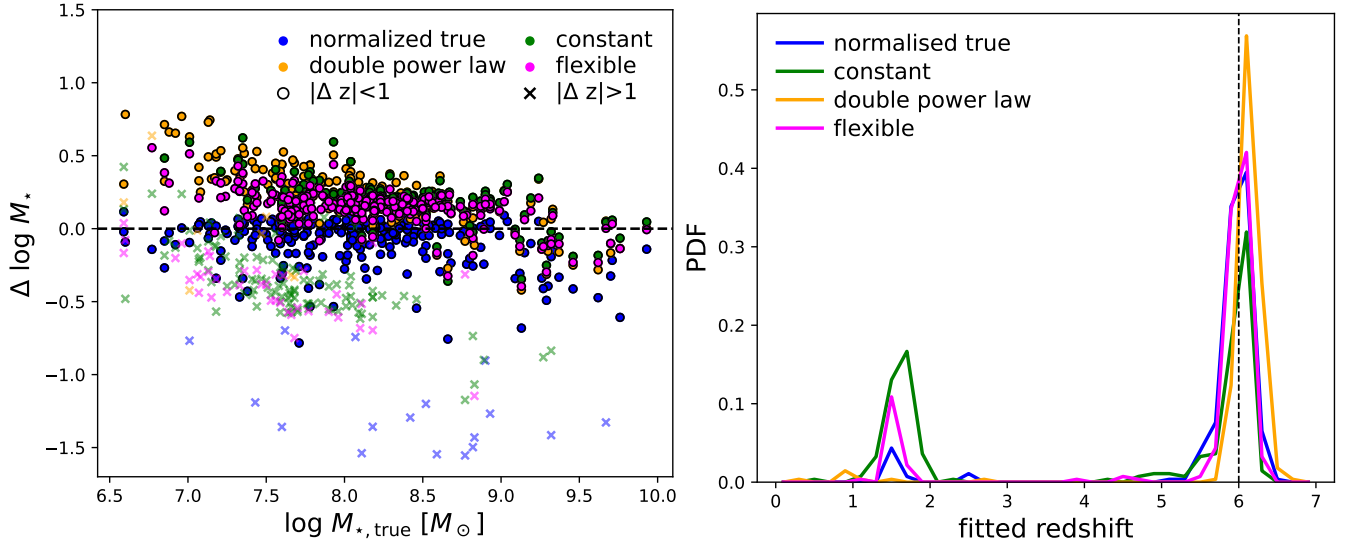 1.5
1.0
0.5
0.0
−0.5
−1.0
−1.5
Δ log M⋆
normalized true
double power law
|Δ z|<1
constant
flexible
|Δ z|>1
6.5 7.0 7.5 8.0 8.5 9.0 9.5 10.0
log M⋆,true [M⊙]
0.5
0.4
0.3
0.2
0.1
0.0
PDF
normalised true
constant
double power law
flexible
0 1 2 3 4 5 6 7
fitted redshift